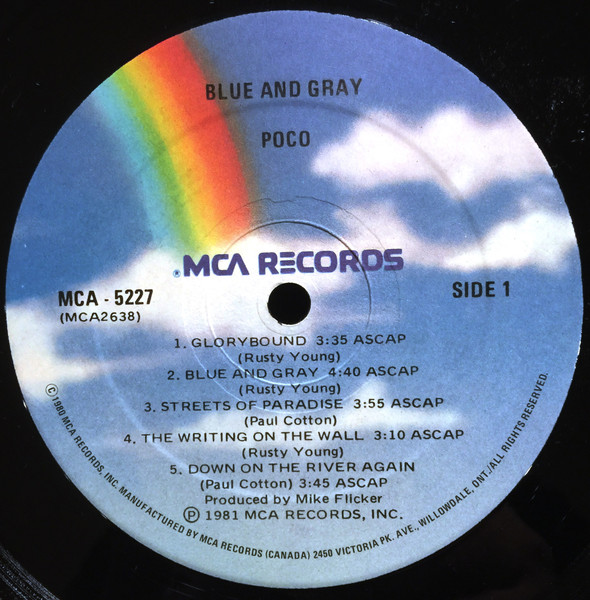 BLUE AND GRAY
POCO
®MCA RECORDS
MCA - 5227
(MCA2638)
SIDE 1
1. GLORYBOUND 3:35 ASCAP
(Rusty Young)
2. BLUE AND GRAY 4:40 ASCAP
(Rusty Young)
3. STREETS OF PARADISE 3:55 ASCAP
(Paul Cotton)
4. THE WRITING ON THE WALL 3:10 ASCAP
(Rusty Young)
5. DOWN ON THE RIVER AGAIN
(Paul Cotton) 3:45 ASCAP
Produced by Mike Flicker
Ⓟ 1981 MCA RECORDS, INC.
© 1980 MCA RECORDS, INC. MANUFACTURED BY MCA RECORDS (CANADA) 2450 VICTORIA PK. AVE., WILLOWDALE, ONT./ALL RIGHTS RESERVED.